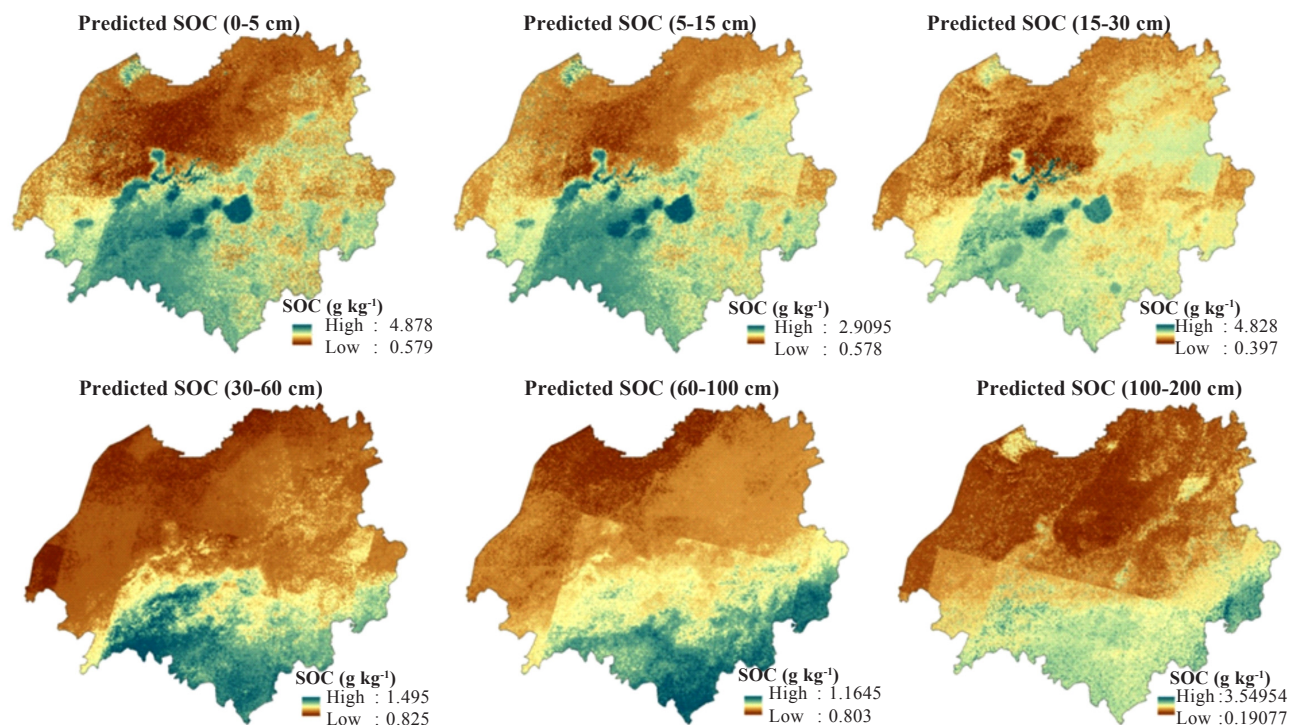 Predicted SOC (0-5 cm)
Predicted SOC (5-15 cm)
Predicted SOC (15-30 cm)
SOC (g kg⁻¹)
High : 4.878
Low : 0.579
SOC (g kg⁻¹)
High : 2.9095
Low : 0.578
SOC (g kg⁻¹)
High : 4.828
Low : 0.397
Predicted SOC (30-60 cm)
Predicted SOC (60-100 cm)
Predicted SOC (100-200 cm)
SOC (g kg⁻¹)
High : 1.495
Low : 0.825
SOC (g kg⁻¹)
High : 1.1645
Low : 0.803
SOC (g kg⁻¹)
High :3.54954
Low :0.19077